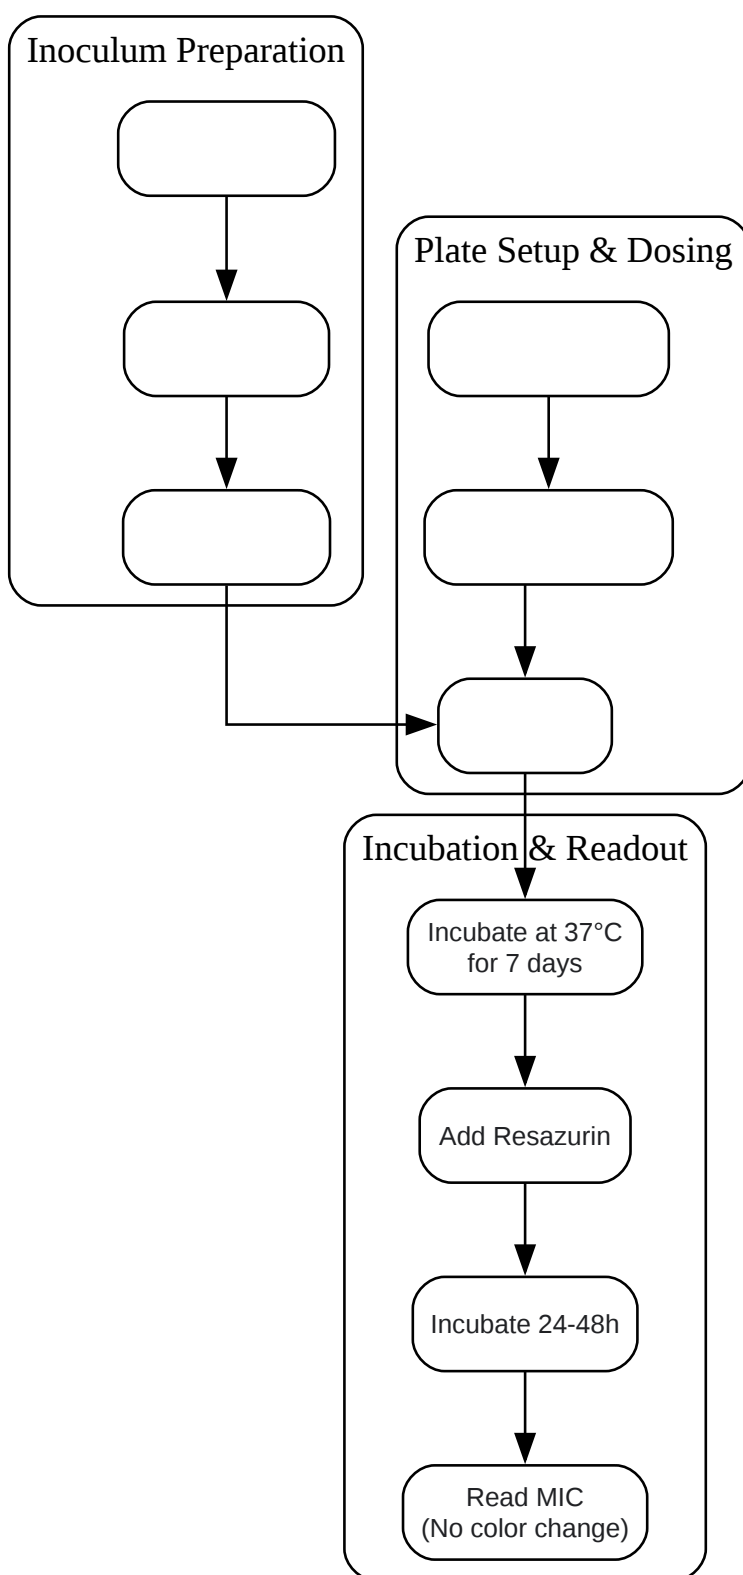 Inoculum Preparation
Plate Setup & Dosing
Incubation & Readout
Incubate at 37°C
for 7 days
Add Resazurin
Incubate 24-48h
Read MIC
(No color change)